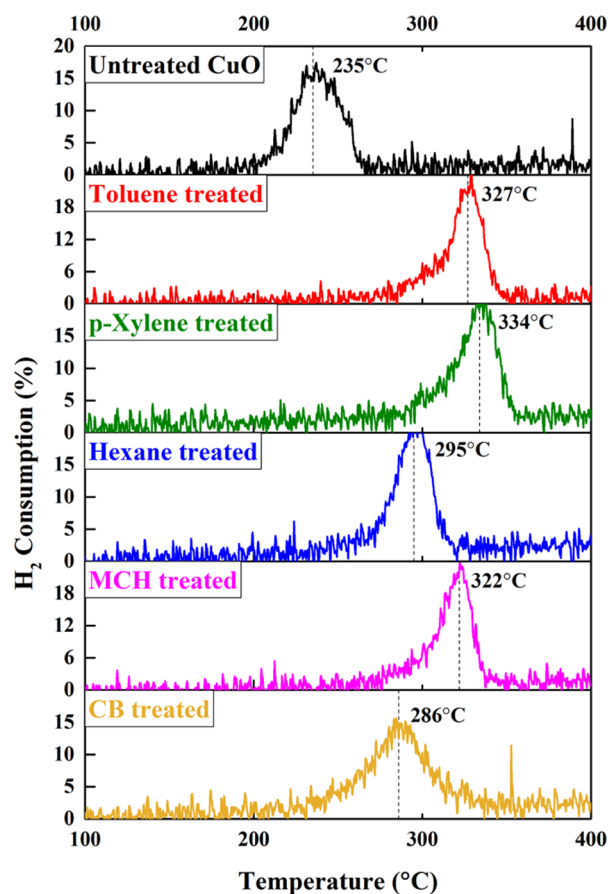 100 200 300 400
20
15
10
5
0
Untreated CuO
235°C
18
12
6
0
Toluene treated
327°C
15
10
5
0
p-Xylene treated
334°C
15
10
5
0
Hexane treated
295°C
18
12
6
0
MCH treated
322°C
15
10
5
0
CB treated
286°C
100 200 300 400
H₂ Consumption (%)
Temperature (°C)